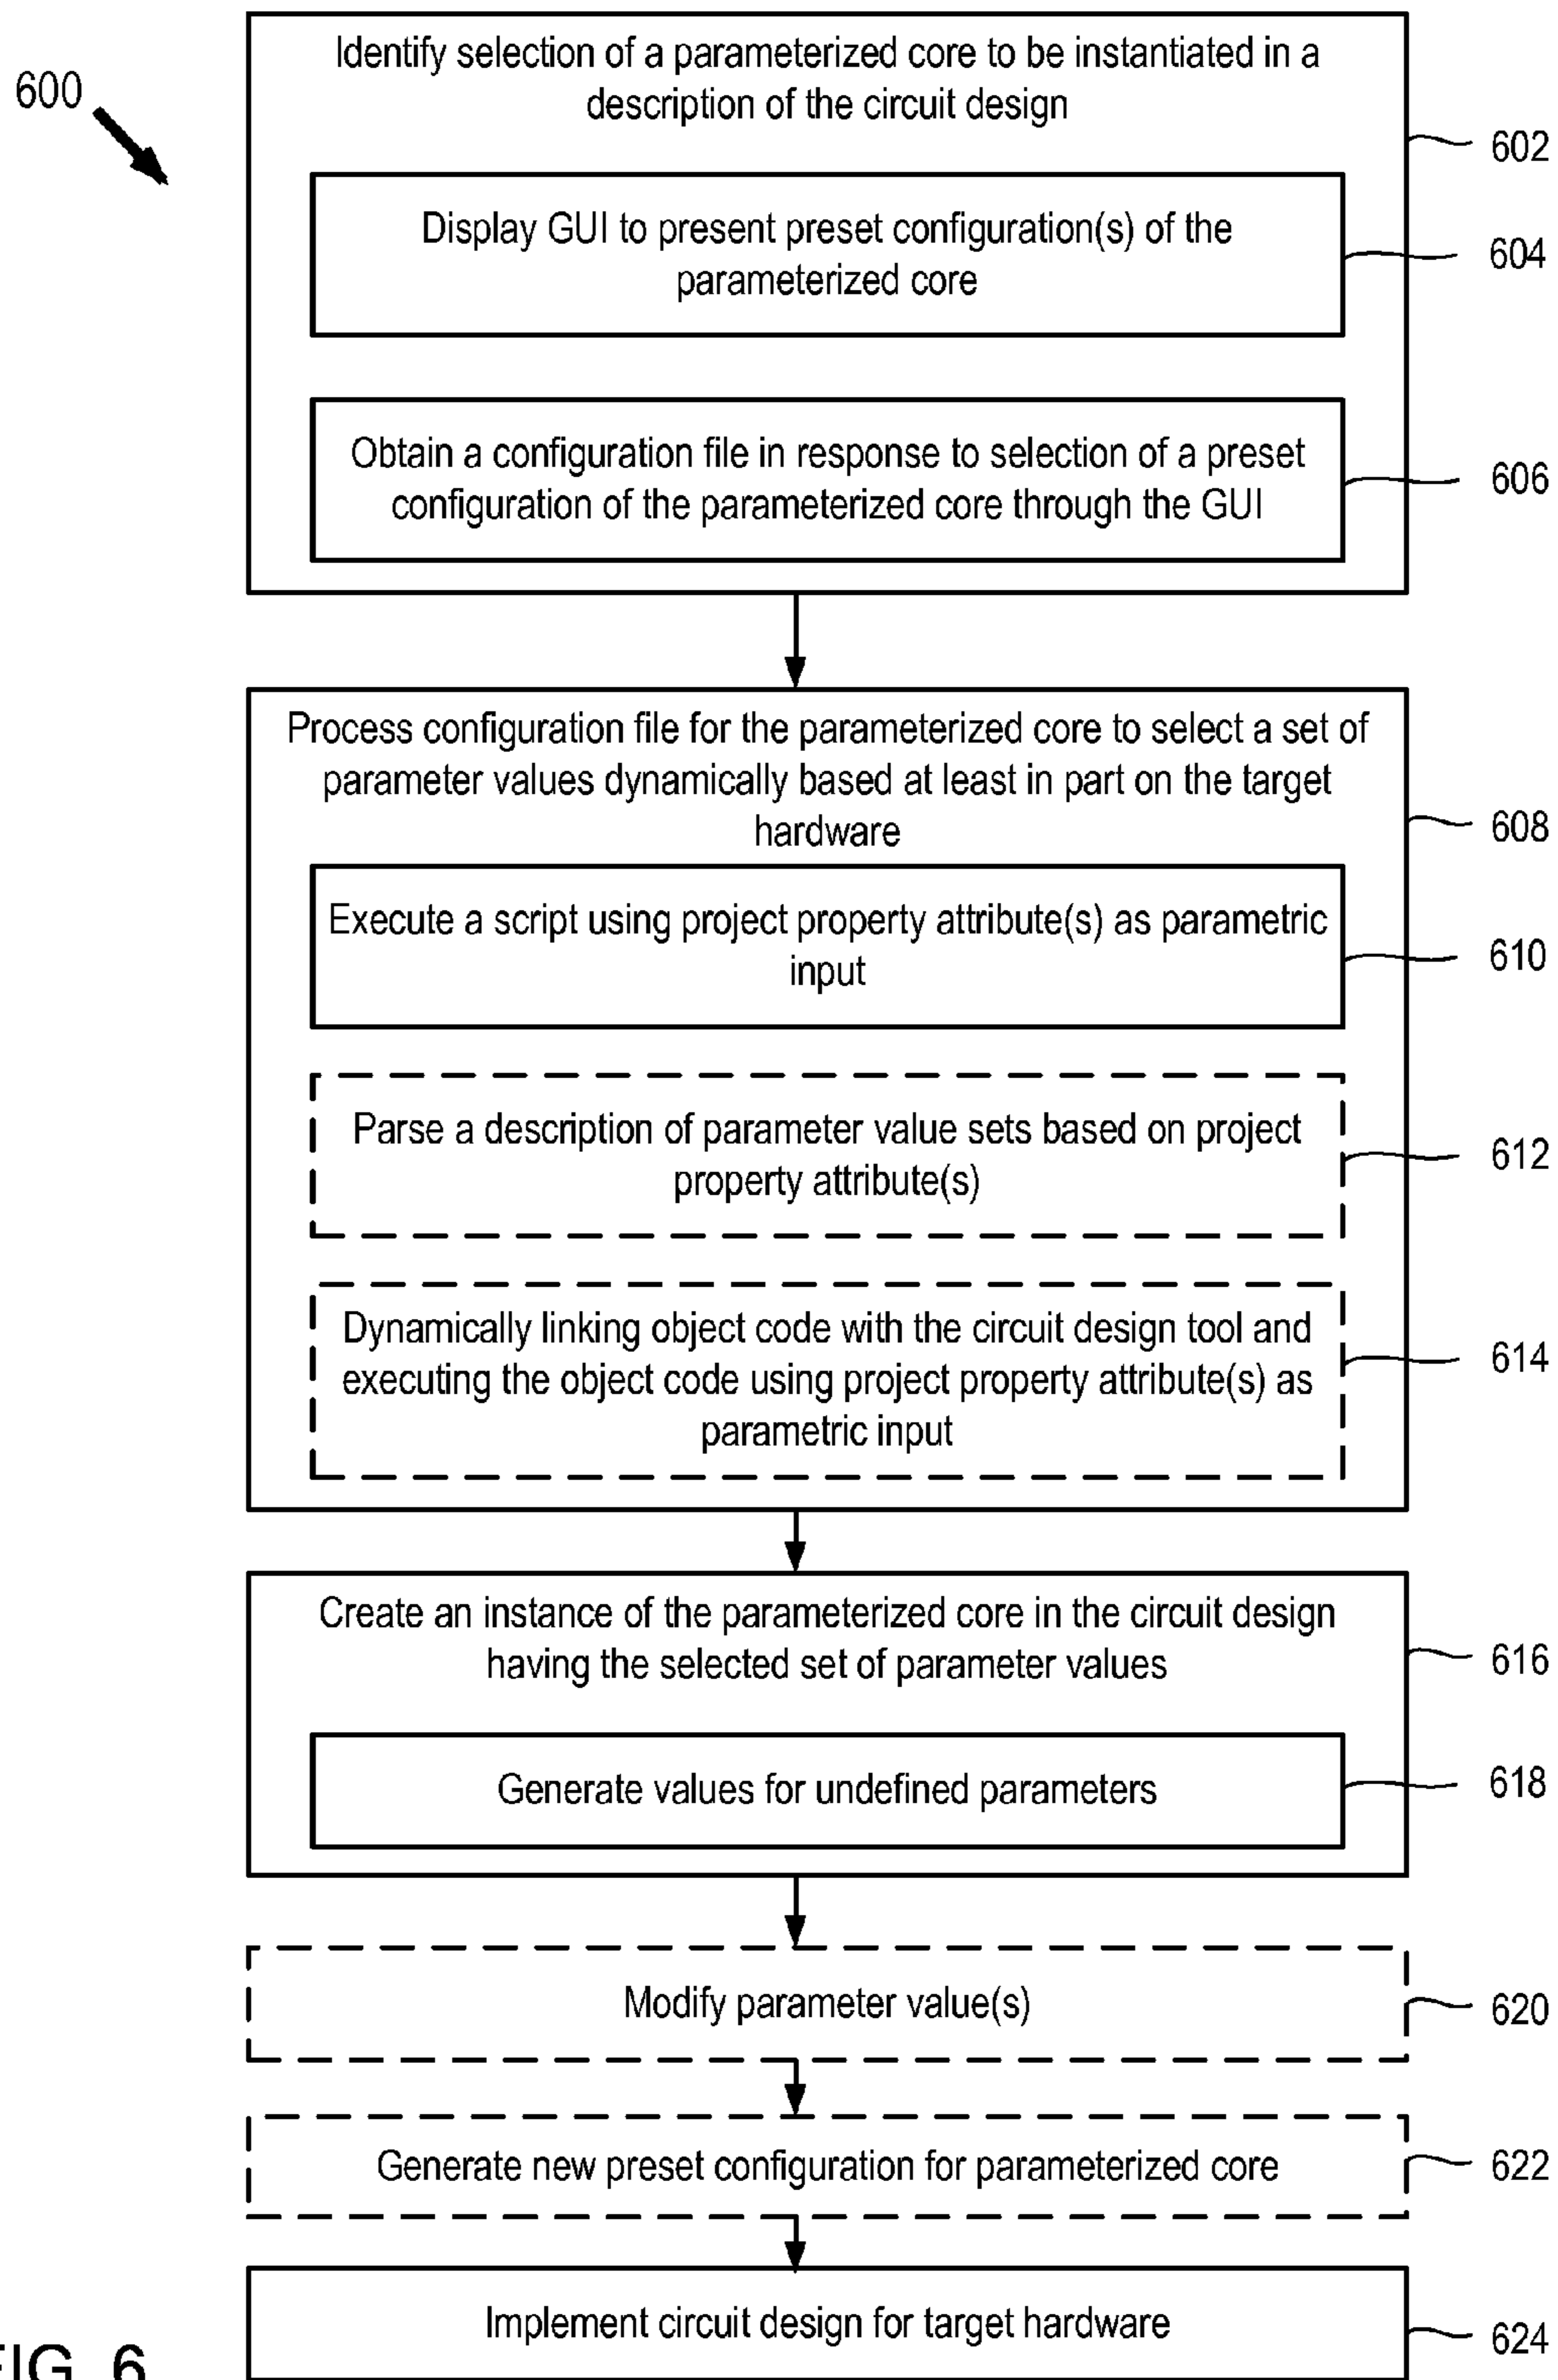 600
Identify selection of a parameterized core to be instantiated in a
description of the circuit design
602
Display GUI to present preset configuration(s) of the
parameterized core
604
Obtain a configuration file in response to selection of a preset
configuration of the parameterized core through the GUI
606
Process configuration file for the parameterized core to select a set of
parameter values dynamically based at least in part on the target
hardware
608
Execute a script using project property attribute(s) as parametric
input
610
Parse a description of parameter value sets based on project
property attribute(s)
612
Dynamically linking object code with the circuit design tool and
executing the object code using project property attribute(s) as
parametric input
614
Create an instance of the parameterized core in the circuit design
having the selected set of parameter values
616
Generate values for undefined parameters
618
Modify parameter value(s)
620
Generate new preset configuration for parameterized core
622
Implement circuit design for target hardware
624
FIG. 6